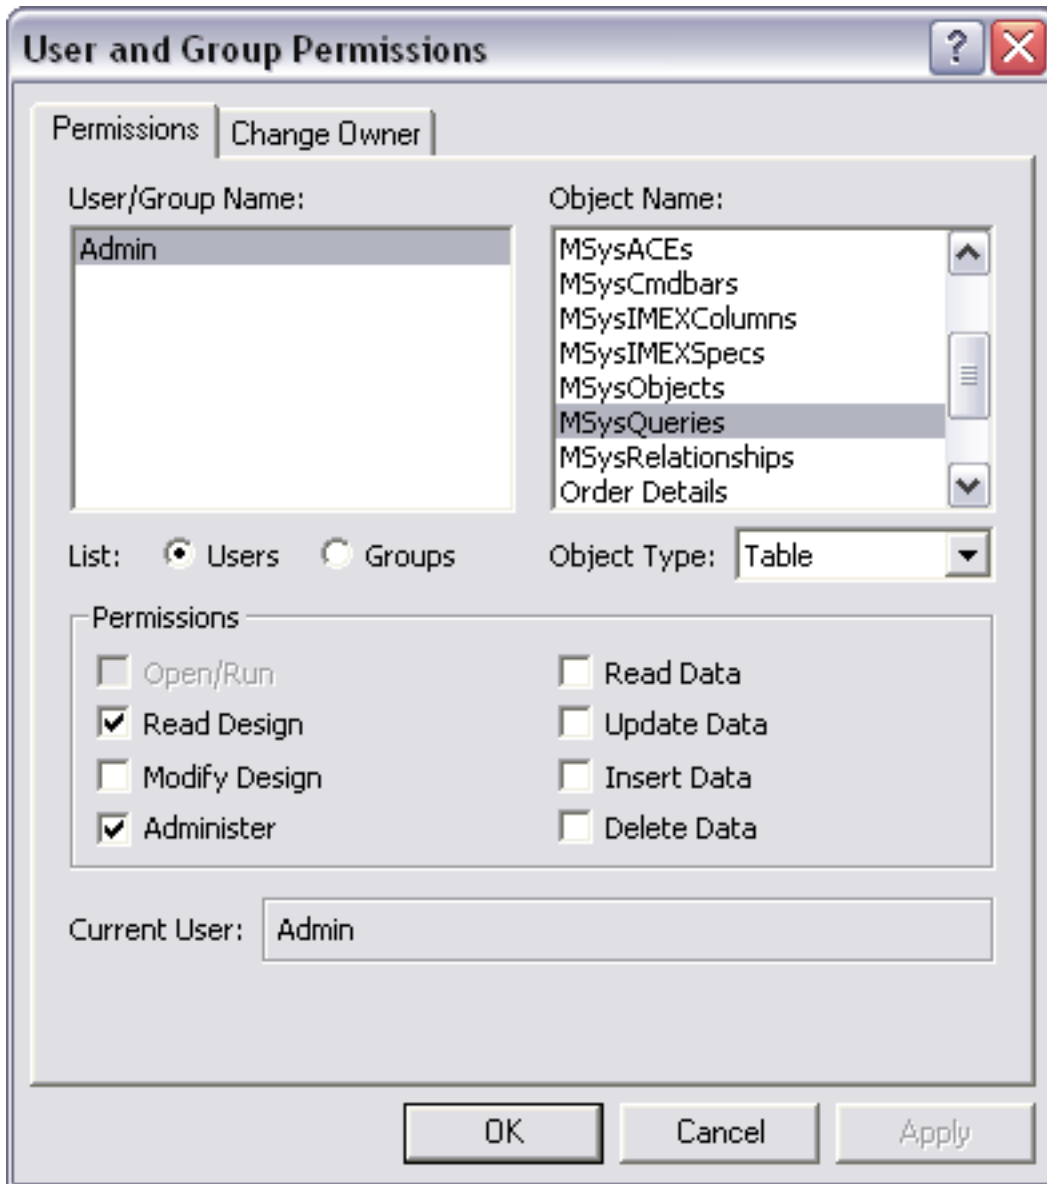 User and Group Permissions
Permissions
Change Owner
User/Group Name:
Object Name:
Admin
MSysACEs
MSysCmdbars
MSysIMEXColumns
MSysIMEXSpecs
MSysObjects
MSysQueries
MSysRelationships
Order Details
List: Users Groups
Object Type: Table
Permissions
Open/Run
Read Data
Read Design
Update Data
Modify Design
Insert Data
Administer
Delete Data
Current User: Admin
OK
Cancel
Apply